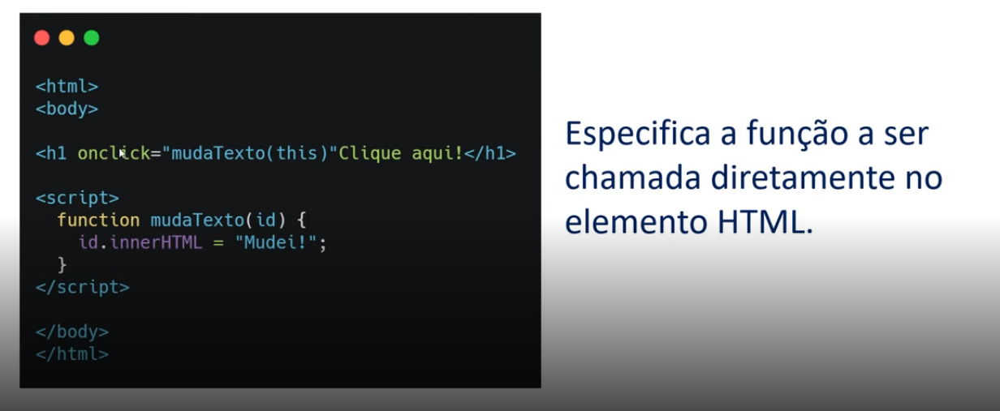 <html>
<body>
<h1 onclick="mudaTexto(this)"Clique aqui!</h1>
<script>
function mudaTexto(id) {
id.innerHTML = "Mudei!";
}
</script>
</body>
</html>
Especifica a função a ser
chamada diretamente no
elemento HTML.